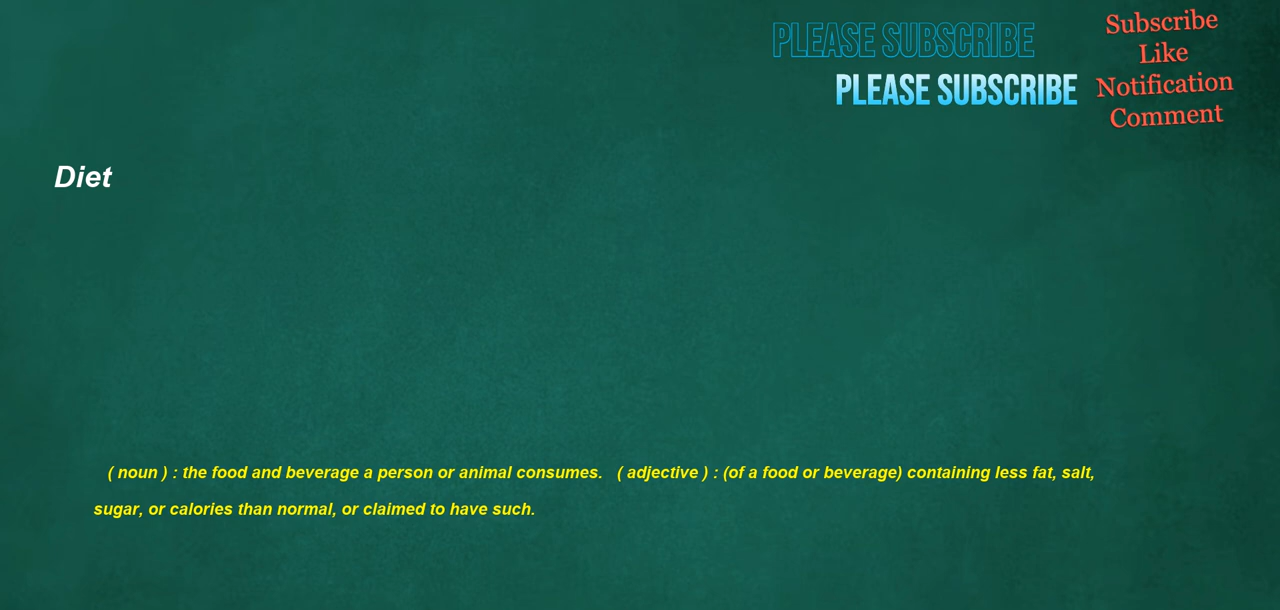 PLEASE SUBSCRIBE
PLEASE SUBSCRIBE
Subscribe
Like
Notification
Comment
Diet
( noun ) : the food and beverage a person or animal consumes. ( adjective ) : (of a food or beverage) containing less fat, salt,
sugar, or calories than normal, or claimed to have such.